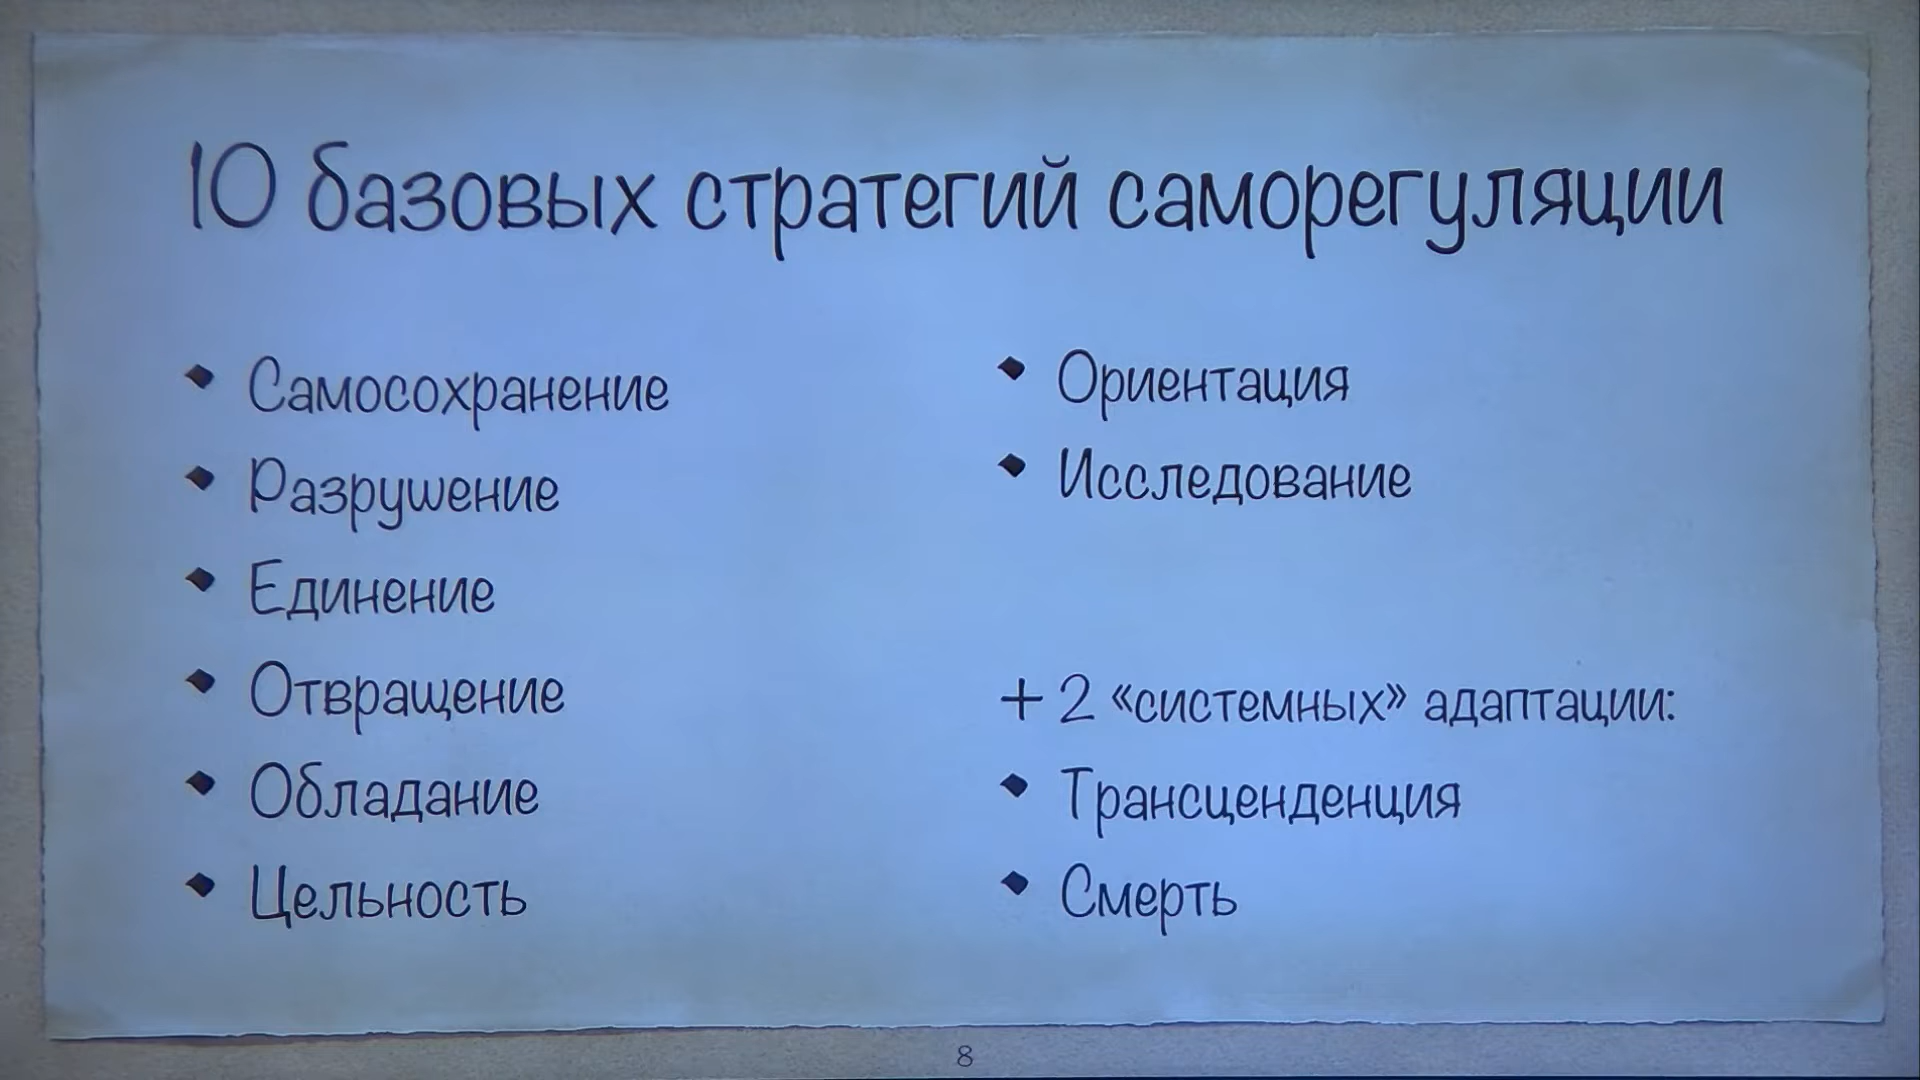 10 базовых стратегий саморегуляции
• Самосохранение
• Разрушение
• Единение
• Отвращение
• Обладание
• Цельность
• Ориентация
• Исследование
+ 2 «системных» адаптации:
• Трансценденция
• Смерть
8